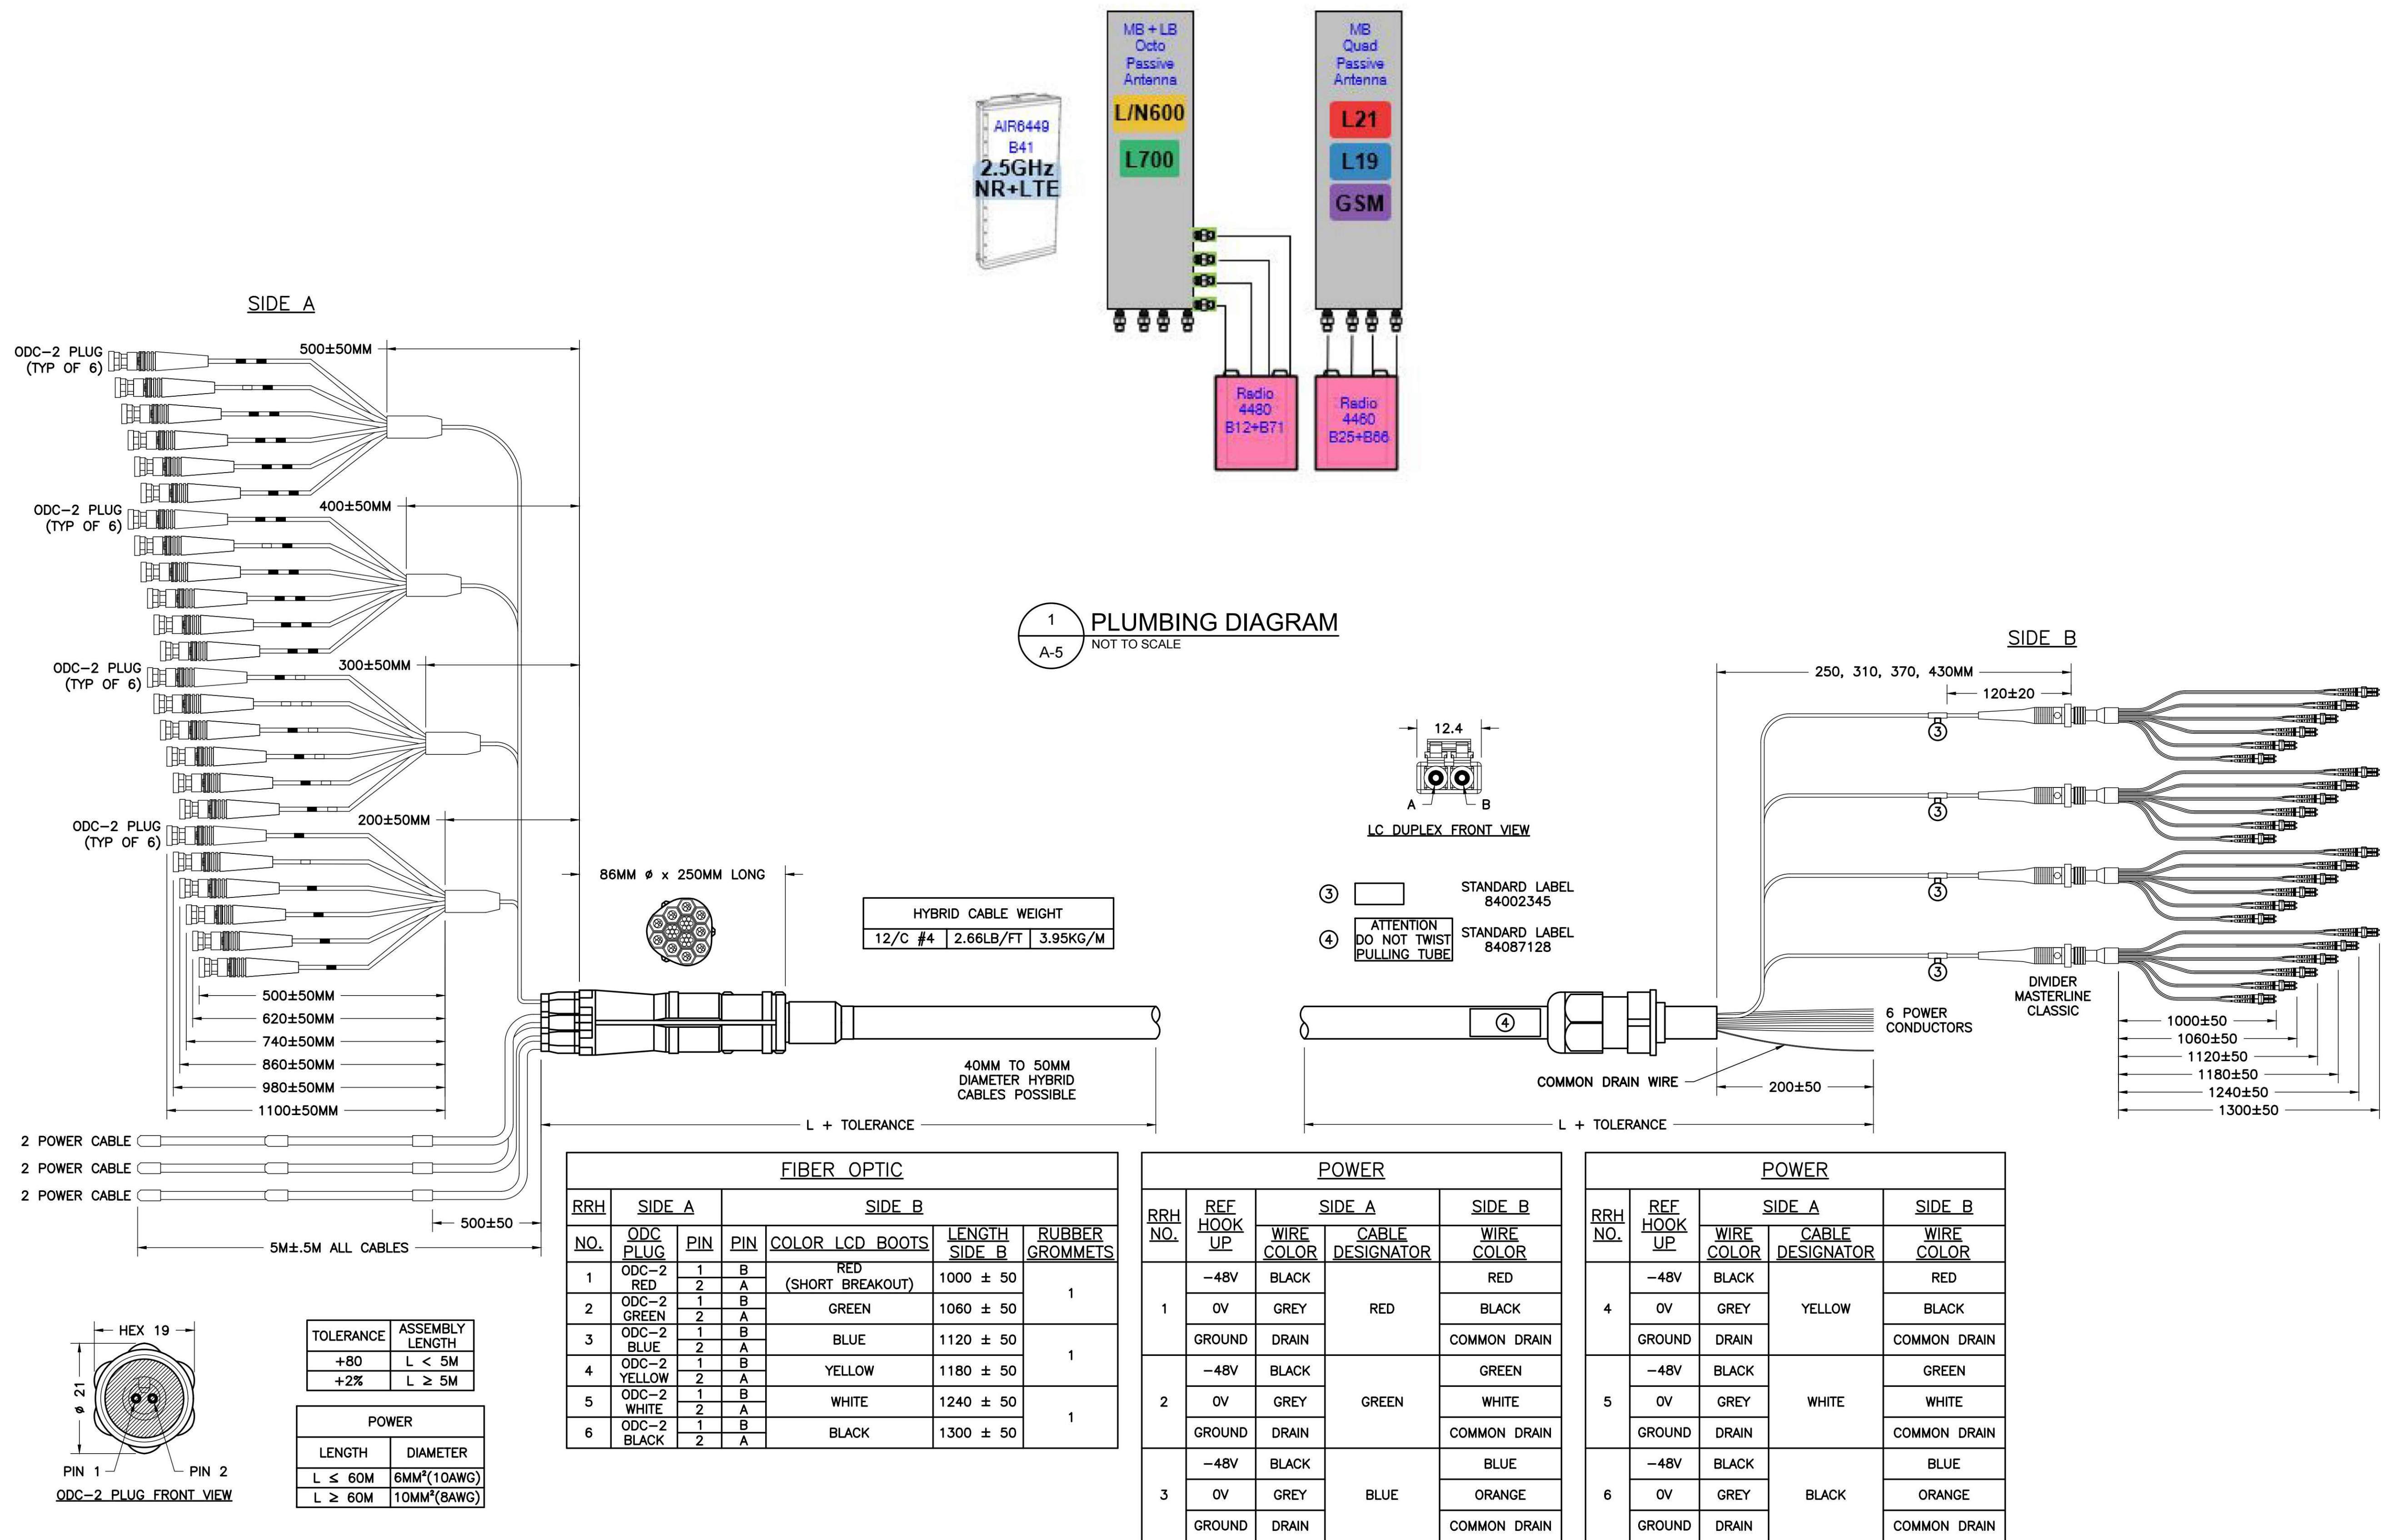 MB + LB
Octo
Passive
Antenna
L/N600
L700
MB
Quad
Passive
Antenna
L21
L19
GSM
AIR6449
B41
2.5GHz
NR+LTE
Radio
4480
B12+B71
Radio
4460
B25+B66
1
A-5
PLUMBING DIAGRAM
NOT TO SCALE
SIDE A
ODC-2 PLUG
(TYP OF 6)
500±50MM
ODC-2 PLUG
(TYP OF 6)
400±50MM
ODC-2 PLUG
(TYP OF 6)
300±50MM
ODC-2 PLUG
(TYP OF 6)
200±50MM
500±50MM
620±50MM
740±50MM
860±50MM
980±50MM
1100±50MM
2 POWER CABLE
2 POWER CABLE
2 POWER CABLE
500±50
5M±.5M ALL CABLES
86MM ø x 250MM LONG
HYBRID CABLE WEIGHT
12/C #4 2.66LB/FT 3.95KG/M
40MM TO 50MM
DIAMETER HYBRID
CABLES POSSIBLE
L + TOLERANCE
12.4
A B
LC DUPLEX FRONT VIEW
3 STANDARD LABEL
84002345
4 ATTENTION
DO NOT TWIST
PULLING TUBE
STANDARD LABEL
84087128
SIDE B
250, 310, 370, 430MM
120±20
3
3
3
3
DIVIDER
MASTERLINE
CLASSIC
4
6 POWER
CONDUCTORS
COMMON DRAIN WIRE
200±50
L + TOLERANCE
1000±50
1060±50
1120±50
1180±50
1240±50
1300±50
HEX 19
ø 21
PIN 1 PIN 2
ODC-2 PLUG FRONT VIEW
TOLERANCE ASSEMBLY LENGTH
+80 L < 5M
+2% L ≥ 5M
POWER
LENGTH DIAMETER
L ≤ 60M 6MM²(10AWG)
L ≥ 60M 10MM²(8AWG)
FIBER OPTIC
RRH SIDE A SIDE B
NO. ODC PLUG PIN PIN COLOR LCD BOOTS LENGTH SIDE B RUBBER GROMMETS
1 ODC-2 RED 1 B RED (SHORT BREAKOUT) 1000 ± 50 1
2 A
2 ODC-2 GREEN 1 B GREEN 1060 ± 50
2 A
3 ODC-2 BLUE 1 B BLUE 1120 ± 50 1
2 A
4 ODC-2 YELLOW 1 B YELLOW 1180 ± 50
2 A
5 ODC-2 WHITE 1 B WHITE 1240 ± 50 1
2 A
6 ODC-2 BLACK 1 B BLACK 1300 ± 50
2 A
POWER
RRH NO. REF HOOK UP SIDE A SIDE B
WIRE COLOR CABLE DESIGNATOR WIRE COLOR
1 -48V BLACK RED RED
0V GREY BLACK
GROUND DRAIN COMMON DRAIN
2 -48V BLACK GREEN GREEN
0V GREY WHITE
GROUND DRAIN COMMON DRAIN
3 -48V BLACK BLUE BLUE
0V GREY ORANGE
GROUND DRAIN COMMON DRAIN
POWER
RRH NO. REF HOOK UP SIDE A SIDE B
WIRE COLOR CABLE DESIGNATOR WIRE COLOR
4 -48V BLACK YELLOW RED
0V GREY BLACK
GROUND DRAIN COMMON DRAIN
5 -48V BLACK WHITE GREEN
0V GREY WHITE
GROUND DRAIN COMMON DRAIN
6 -48V BLACK BLACK BLUE
0V GREY ORANGE
GROUND DRAIN COMMON DRAIN